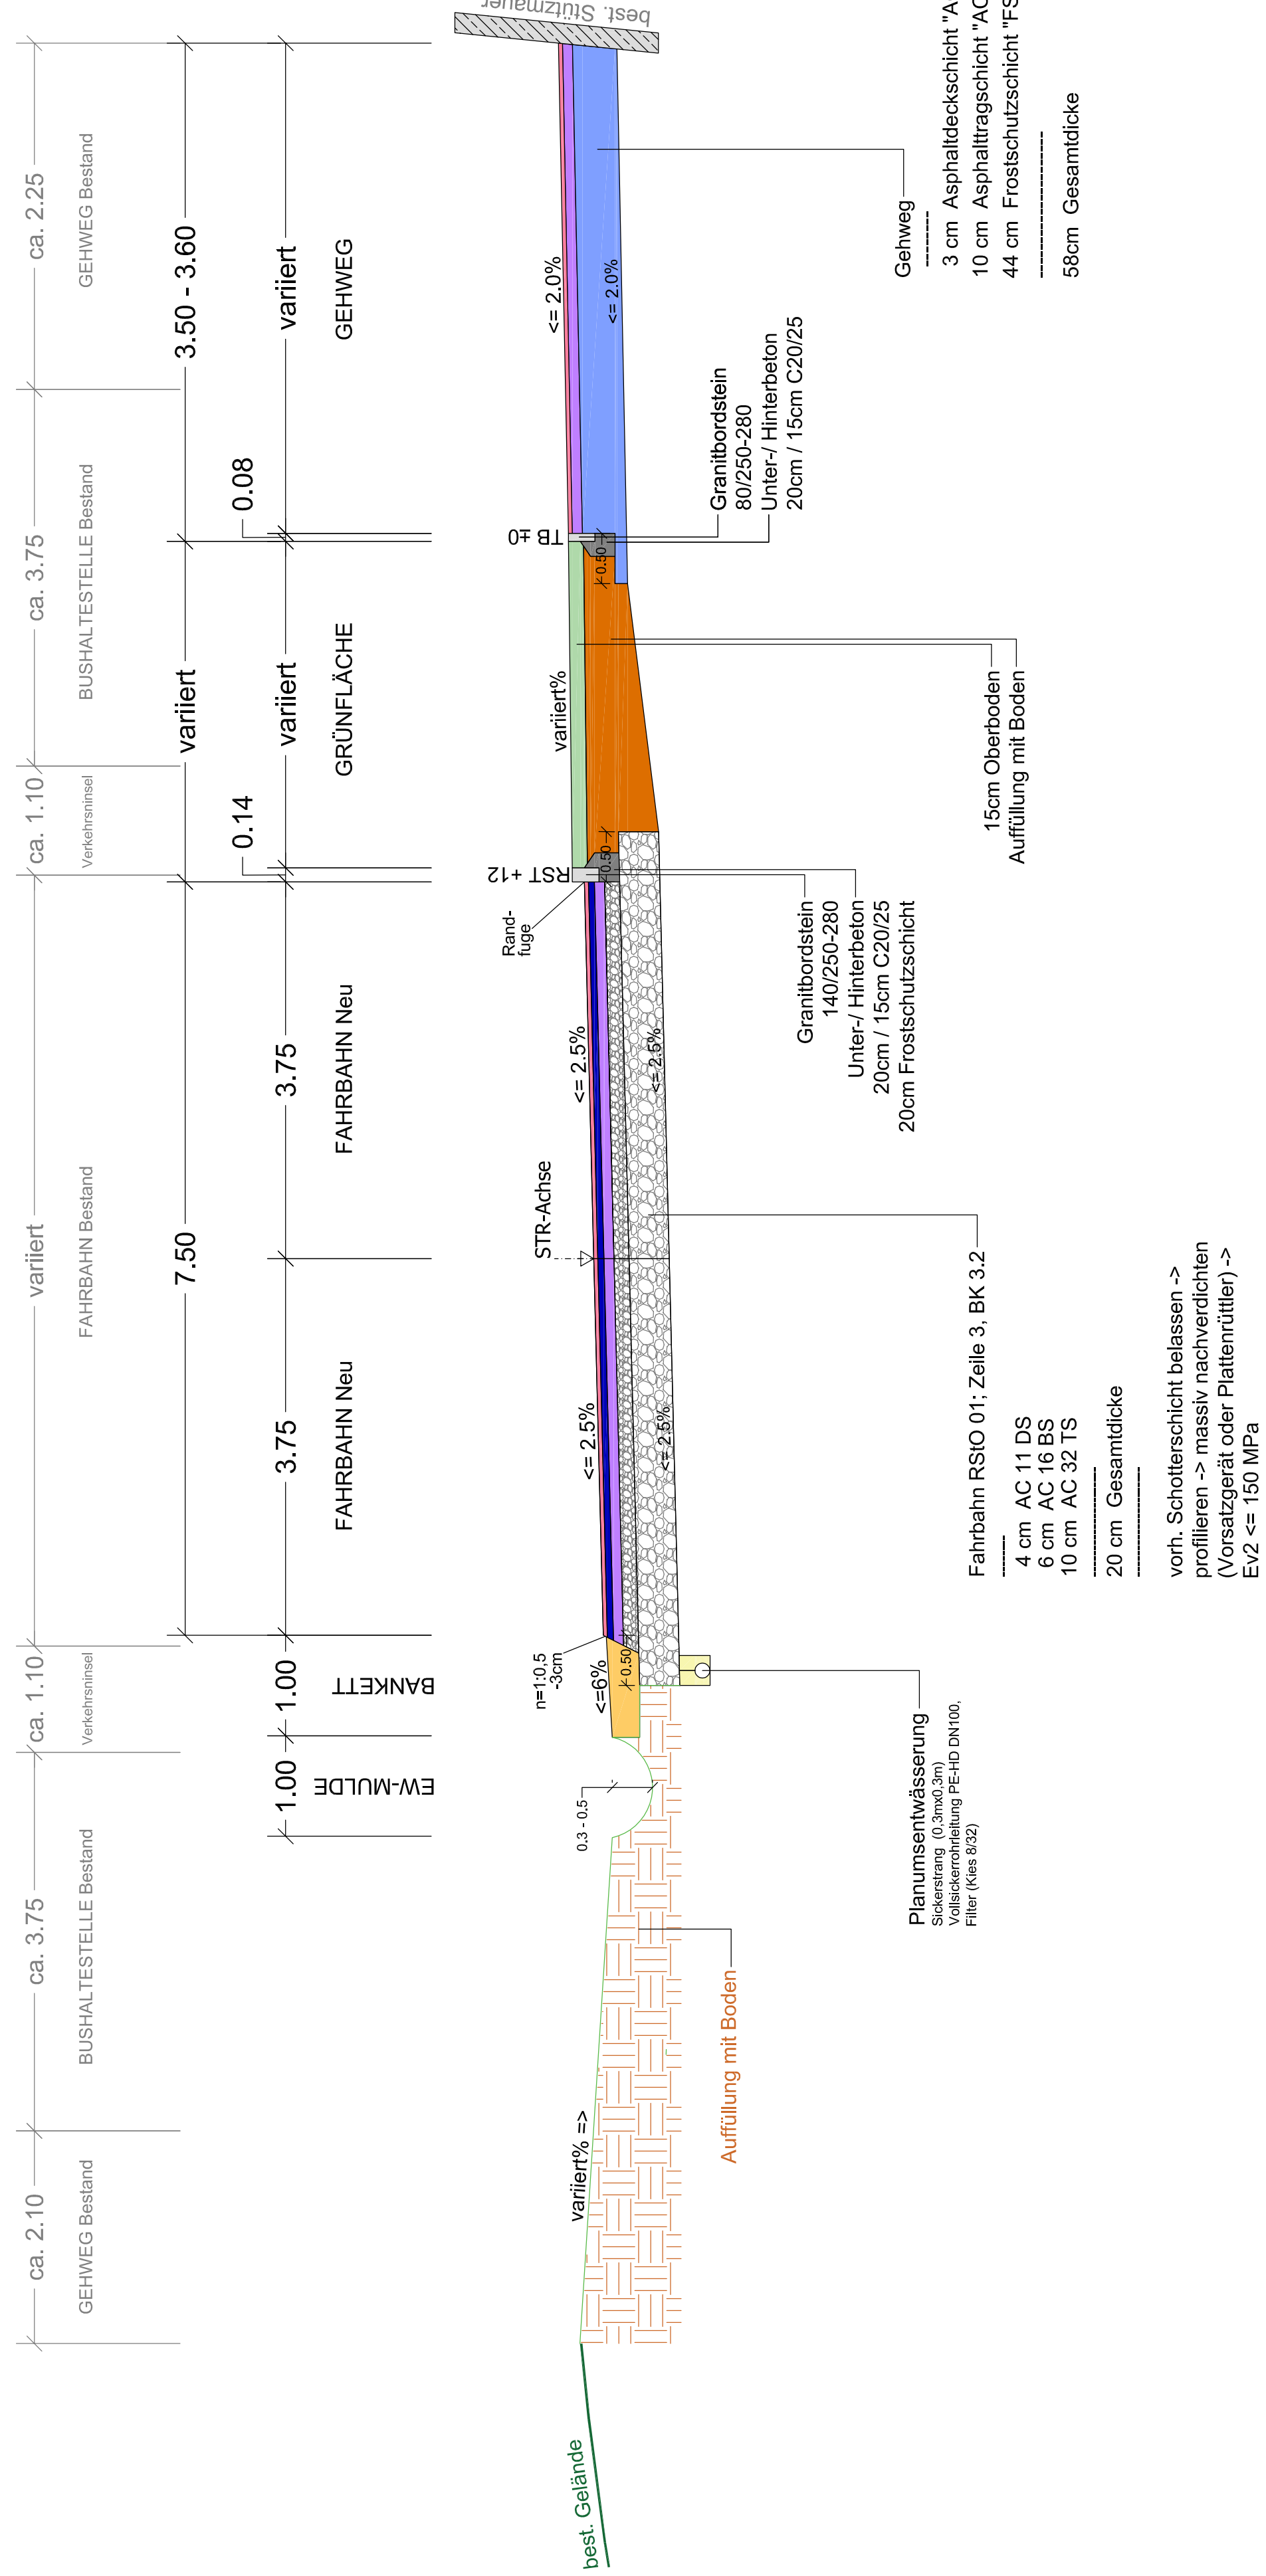 ca. 2.10
ca. 3.75
ca. 1.10
variiert
ca. 1.10
ca. 3.75
ca. 2.25
GEHWEG Bestand
BUSHALTESTELLE Bestand
Verkehrsninsel
FAHRBAHN Bestand
Verkehrsninsel
BUSHALTESTELLE Bestand
GEHWEG Bestand
7.50
variiert
3.50 - 3.60
0.14
0.08
1.00
1.00
3.75
3.75
variiert
variiert
EW-MULDE
BANKETT
FAHRBAHN Neu
FAHRBAHN Neu
GRÜNFLÄCHE
GEHWEG
best. Stützmauer
best. Gelände
variiert% =>
0.3 - 0.5
n=1:0,5
-3cm
<=6%
0.50
<= 2.5%
<= 2.5%
STR-Achse
<= 2.5%
<= 2.5%
Rand-
fuge
RST +12
0.50
variiert%
TB ±0
0.50
<= 2.0%
<= 2.0%
Auffüllung mit Boden
Planumsentwässerung
Sickerstrang (0,3mx0,3m)
Vollsickerrohrleitung PE-HD DN100,
Filter (Kies 8/32)
Fahrbahn RStO 01; Zeile 3, BK 3.2
-------
4 cm AC 11 DS
6 cm AC 16 BS
10 cm AC 32 TS
-------------------
20 cm Gesamtdicke
-------------------
vorh. Schotterschicht belassen ->
profilieren -> massiv nachverdichten
(Vorsatzgerät oder Plattenrüttler) ->
Ev2 <= 150 MPa
Granitbordstein
140/250-280
Unter-/ Hinterbeton
20cm / 15cm C20/25
20cm Frostschutzschicht
15cm Oberboden
Auffüllung mit Boden
Granitbordstein
80/250-280
Unter-/ Hinterbeton
20cm / 15cm C20/25
Gehweg
---------
3 cm Asphaltdeckschicht "A
10 cm Asphalttragschicht "AC
44 cm Frostschutzschicht "FS
------------------------
58cm Gesamtdicke